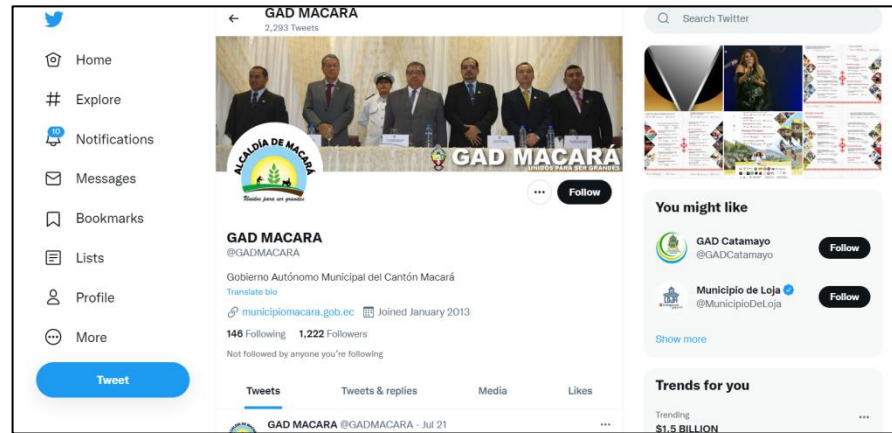 GAD MACARA
2,293 Tweets
Home
Explore
10
Notifications
Messages
Bookmarks
Lists
Profile
More
Tweet
GAD MACARÁ
UNIDOS PARA SER GRANDES
ALCALDÍA DE MACARÁ
Unidos para ser grandes
Follow
GAD MACARA
@GADMACARA
Gobierno Autónomo Municipal del Cantón Macará
Translate bio
municipiomacara.gob.ec Joined January 2013
146 Following 1,222 Followers
Not followed by anyone you're following
Tweets Tweets & replies Media Likes
GAD MACARA @GADMACARA · Jul 21
Search Twitter
You might like
GAD Catamayo
@GADCatamayo
Follow
Municipio de Loja
@MunicipioDeLoja
Follow
Show more
Trends for you
Trending
$1.5 BILLION